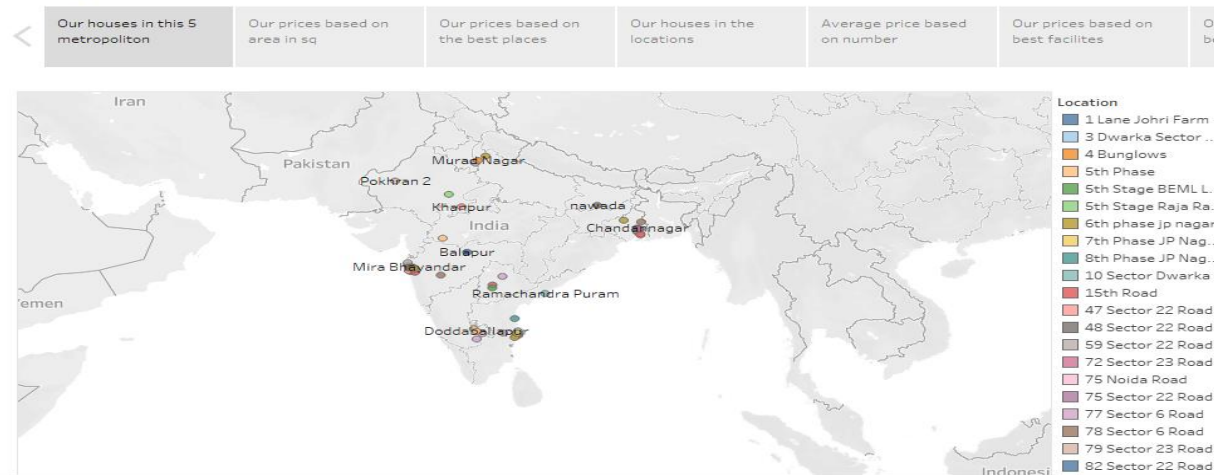 Our houses in this 5
metropoliton
Our prices based on
area in sq
Our prices based on
the best places
Our houses in the
locations
Average price based
on number
Our prices based on
best facilites
Iran
Pakistan
Murad Nagar
Pokhran 2
Khanpur
nawada
India
Chandannagar
Balapur
Mira Bhayandar
Ramachandra Puram
Doddaballapur
Indonesi
Location
1 Lane Johri Farm
3 Dwarka Sector ..
4 Bunglows
5th Phase
5th Stage BEML L.
5th Stage Raja Ra.
6th phase jp nagar
7th Phase JP Nag..
8th Phase JP Nag..
10 Sector Dwarka
15th Road
47 Sector 22 Road
48 Sector 22 Road
59 Sector 22 Road
72 Sector 23 Road
75 Noida Road
75 Sector 22 Road
77 Sector 6 Road
78 Sector 6 Road
79 Sector 23 Road
82 Sector 22 Road